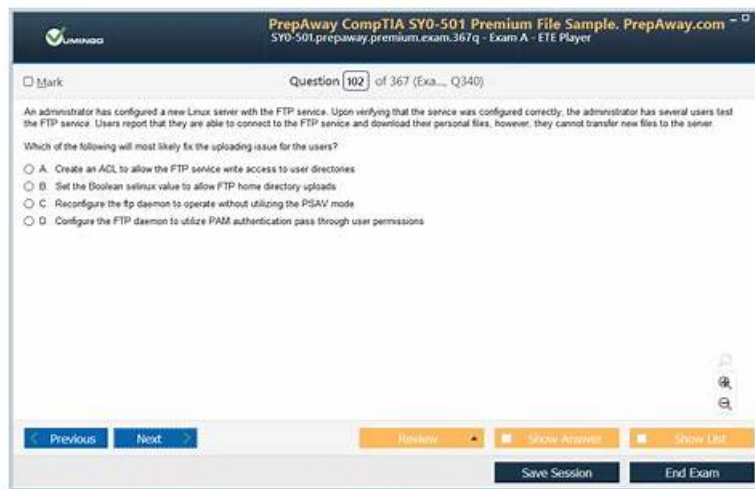 PrepAway CompTIA SY0-501 Premium File Sample. PrepAway.com
VUMINGO
SY0-501.prepaway.premium.exam.367q - Exam A - ETE Player
Mark
Question 102 of 367 (Exa..., Q340)
An administrator has configured a new Linux server with the FTP service. Upon verifying that the service was configured correctly, the administrator has several users test
the FTP service. Users report that they are able to connect to the FTP service and download their personal files, however, they cannot transfer new files to the server.
Which of the following will most likely fix the uploading issue for the users?
A. Create an ACL to allow the FTP service write access to user directories
B. Set the Boolean selinux value to allow FTP home directory uploads
C. Reconfigure the ftp daemon to operate without utilizing the PSAV mode
D. Configure the FTP daemon to utilize PAM authentication pass through user permissions
Previous
Next
Review
Show Answer
Show List
Save Session
End Exam